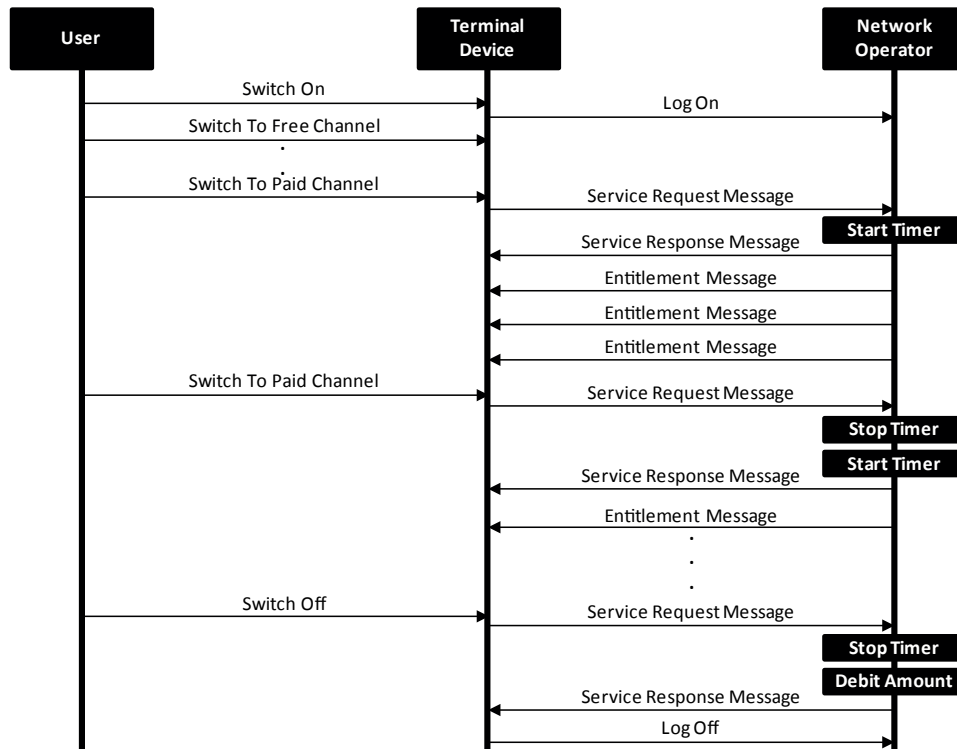 User
Terminal
Device
Network
Operator
Switch On
Log On
Switch To Free Channel
.
.
Switch To Paid Channel
Service Request Message
Start Timer
Service Response Message
Entitlement Message
Entitlement Message
Entitlement Message
Switch To Paid Channel
Service Request Message
Stop Timer
Start Timer
Service Response Message
Entitlement Message
.
.
.
Switch Off
Service Request Message
Stop Timer
Debit Amount
Service Response Message
Log Off